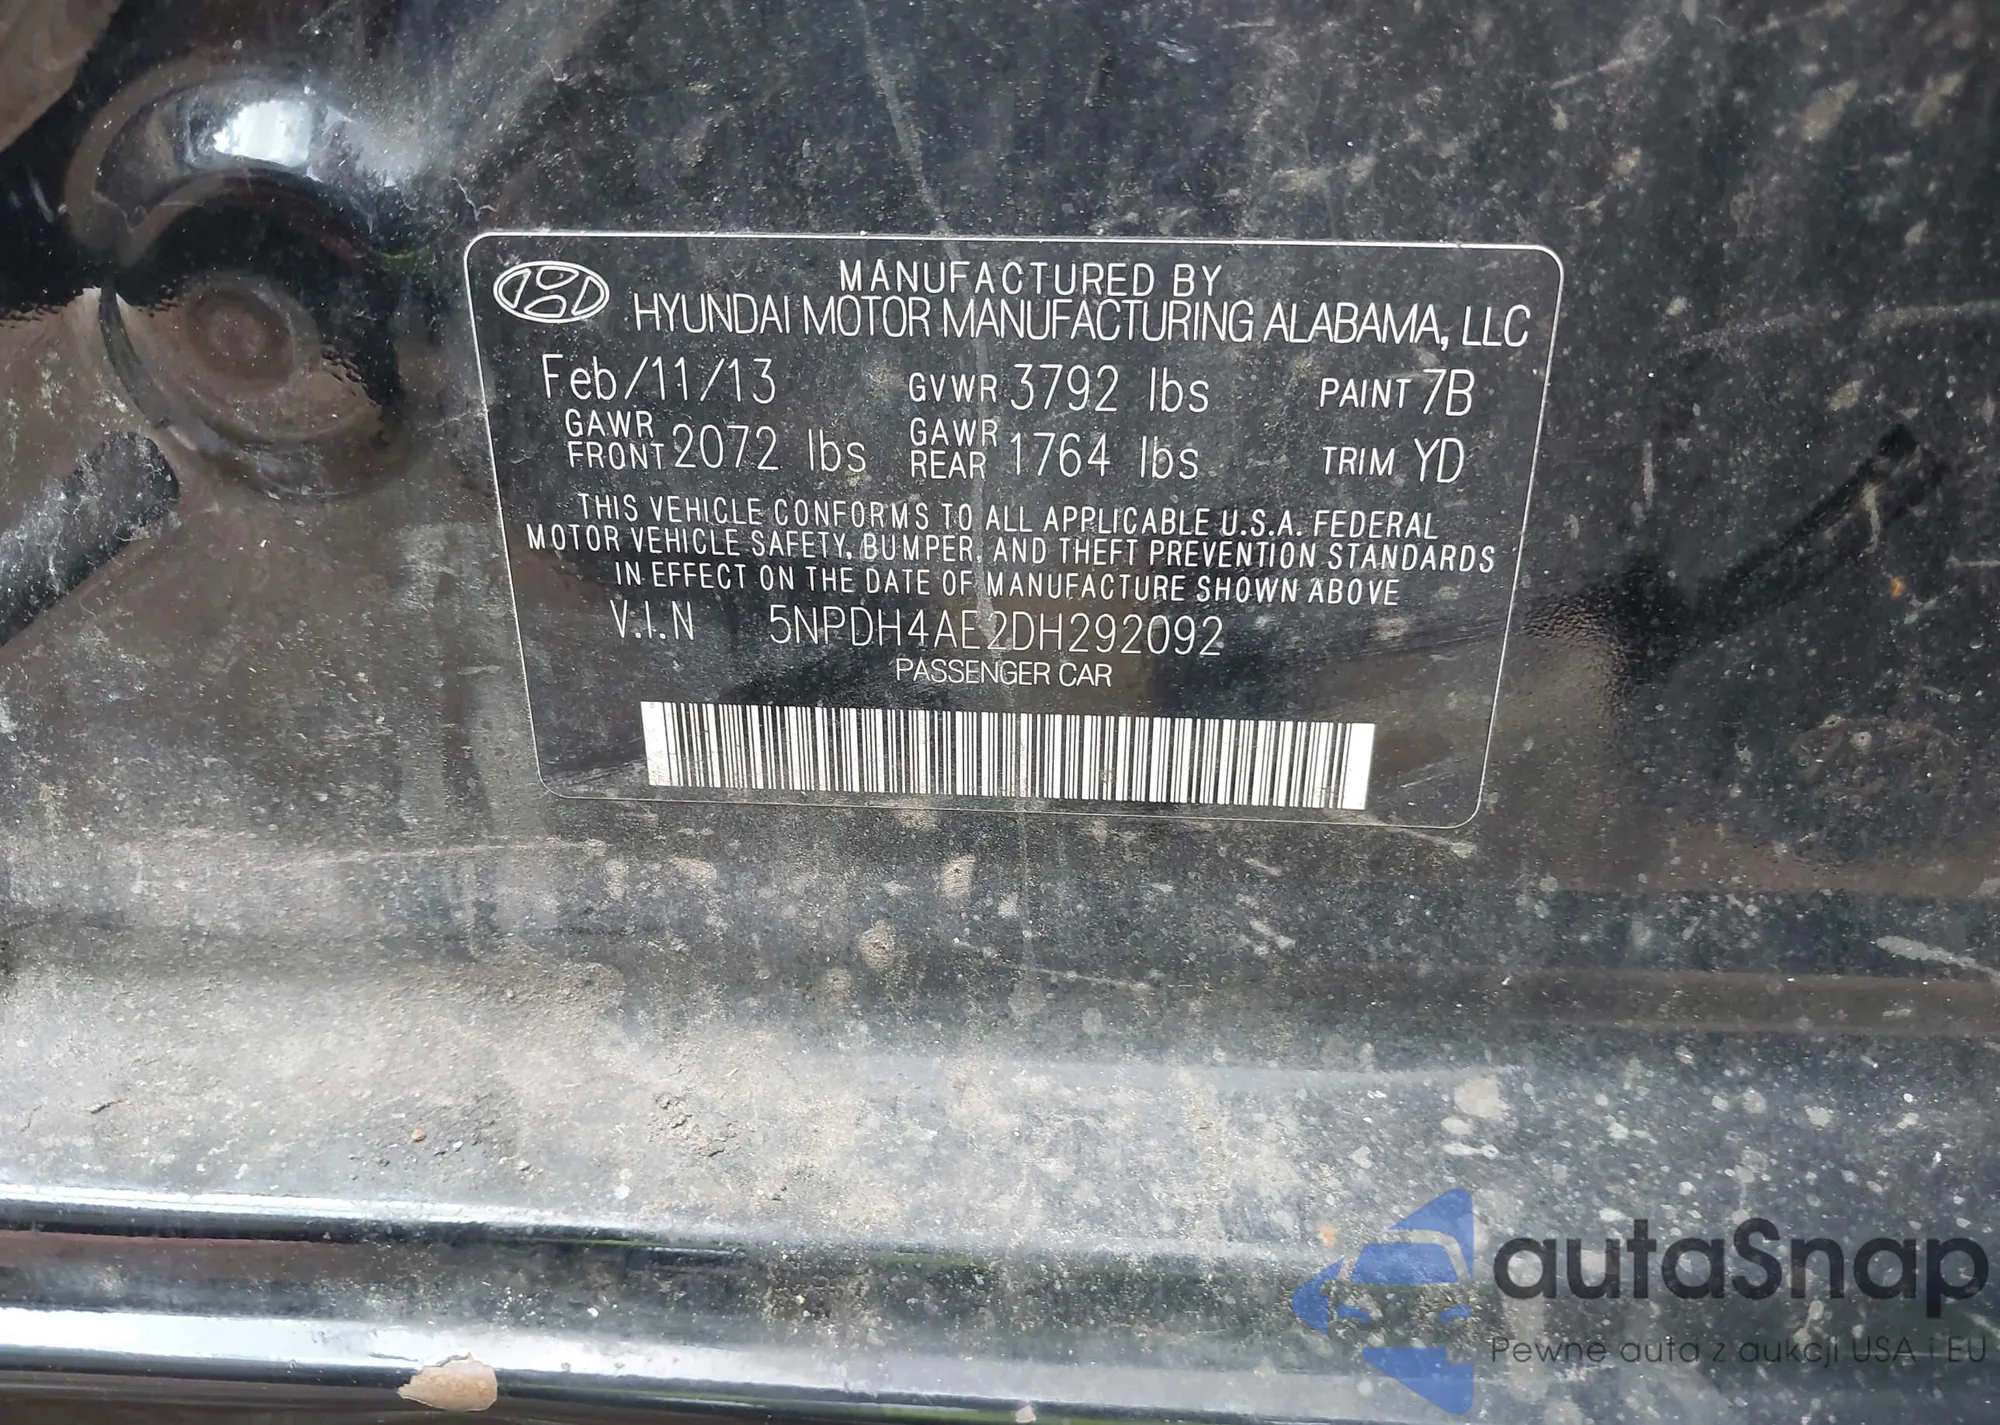 MANUFACTURED BY
HYUNDAI MOTOR MANUFACTURING ALABAMA, LLC
Feb/11/13 GVWR 3792 lbs PAINT 7B
GAWR FRONT 2072 lbs GAWR REAR 1764 lbs TRIM YD
THIS VEHICLE CONFORMS TO ALL APPLICABLE U.S.A. FEDERAL
MOTOR VEHICLE SAFETY, BUMPER, AND THEFT PREVENTION STANDARDS
IN EFFECT ON THE DATE OF MANUFACTURE SHOWN ABOVE
V.I.N 5NPDH4AE2DH292092
PASSENGER CAR
autaSnap
Pewne auta z aukcji USA i EU